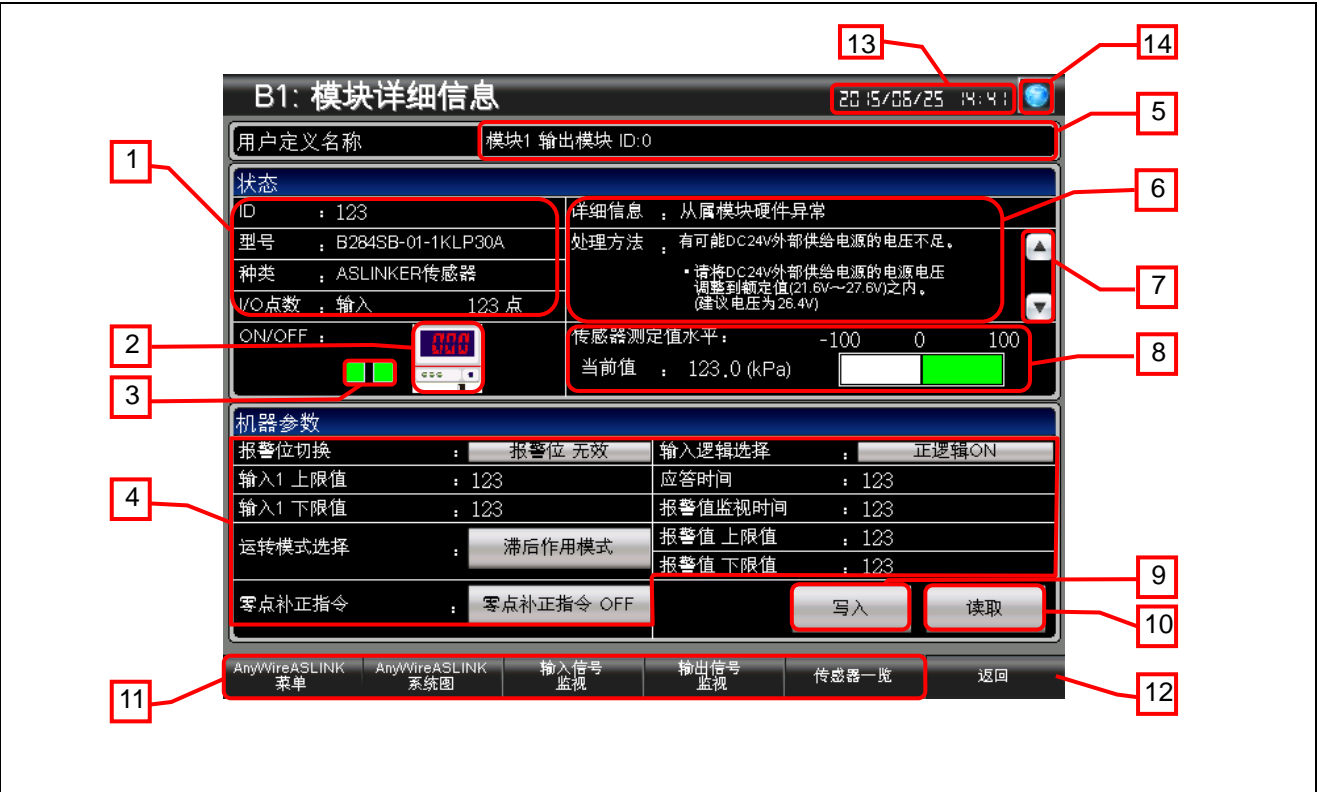 13
14
B1: 模块详细信息
2015/06/25 14:41
5
用户定义名称
模块1 输出模块 ID:0
1
状态
6
ID : 123
详细信息 : 从属模块硬件异常
型号 : B284SB-01-1KLP30A
处理方法 : 有可能DC24V外部供给电源的电压不足。
种类 : ASLINKER传感器
・请将DC24V外部供给电源的电源电压
调整到额定值(21.6V～27.6V)之内。
(建议电压为26.4V)
7
I/O点数 : 输入 123 点
2
ON/OFF :
000
传感器测定值水平: -100 0 100
8
当前值 : 123.0 (kPa)
3
机器参数
报警位切换 : 报警位 无效
输入逻辑选择 : 正逻辑ON
输入1 上限值 : 123
应答时间 : 123
4
输入1 下限值 : 123
报警值监视时间 : 123
运转模式选择 : 滞后作用模式
报警值 上限值 : 123
报警值 下限值 : 123
9
零点补正指令 : 零点补正指令 OFF
写入
读取
10
AnyWireASLINK
菜单
AnyWireASLINK
系统图
输入信号
监视
输出信号
监视
传感器一览
返回
11
12